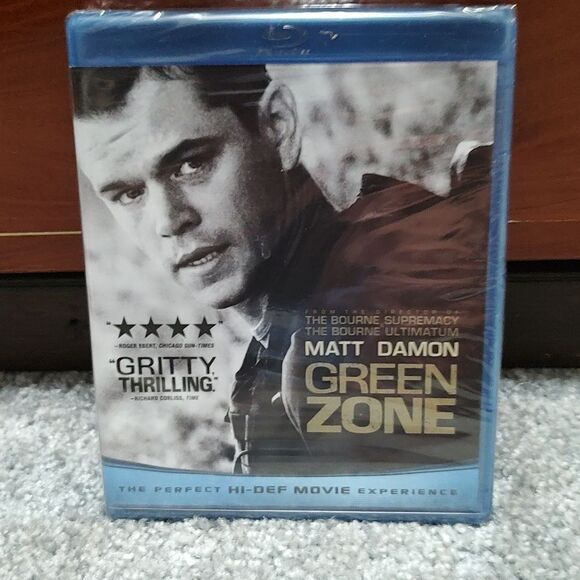 "★★★★"
—ROGER EBERT, CHICAGO SUN-TIMES
"GRITTY,
THRILLING."
—RICHARD CORLISS, TIME
FROM THE DIRECTOR OF
THE BOURNE SUPREMACY
THE BOURNE ULTIMATUM
MATT DAMON
GREEN
ZONE
THE PERFECT HI-DEF MOVIE EXPERIENCE